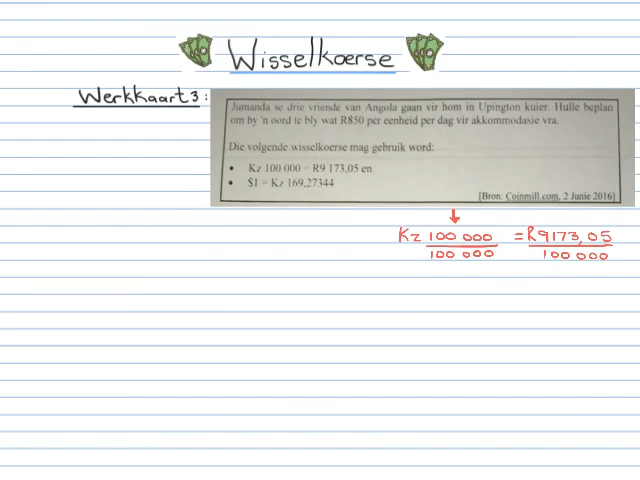 Wisselkoerse
Werkkaart 3:
Jumanda se drie vriende van Angola gaan vir hom in Upington kuier. Hulle beplan
om by 'n oord te bly wat R850 per eenheid per dag vir akkommodasie vra.
Die volgende wisselkoerse mag gebruik word:
• Kz 100 000 = R9 173,05 en
• $1 = Kz 169,27344
[Bron: Coinmill.com, 2 Junie 2016]
Kz 100 000 = R9173,05
100 000 100 000